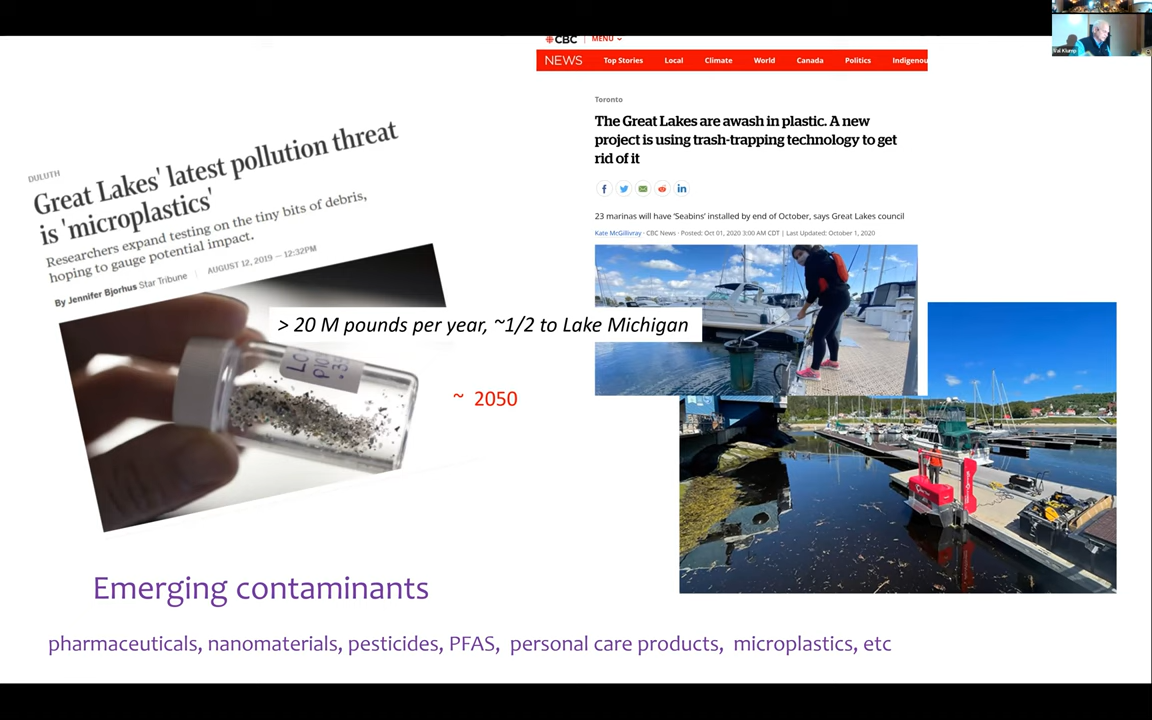 CBC | MENU
NEWS Top Stories Local Climate World Canada Politics Indigenou
Toronto
The Great Lakes are awash in plastic. A new
project is using trash-trapping technology to get
rid of it
23 marinas will have 'Seabins' installed by end of October, says Great Lakes council
Kate McGillivray · CBC News · Posted: Oct 01, 2020 3:00 AM CDT | Last Updated: October 1, 2020
DULUTH
Great Lakes' latest pollution threat
is 'microplastics'
Researchers expand testing on the tiny bits of debris,
hoping to gauge potential impact.
By Jennifer Bjorhus Star Tribune | AUGUST 12, 2019 — 12:32PM
> 20 M pounds per year, ~1/2 to Lake Michigan
~ 2050
Emerging contaminants
pharmaceuticals, nanomaterials, pesticides, PFAS, personal care products, microplastics, etc